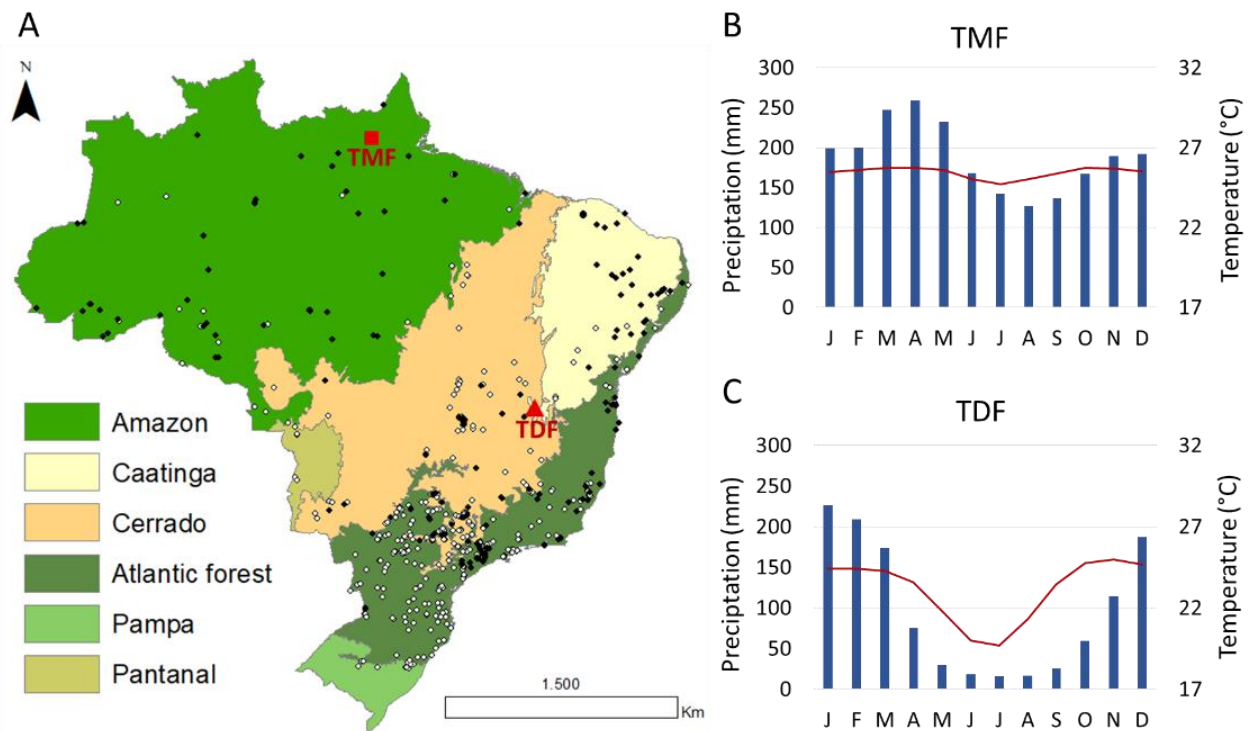 A
N
TMF
TDF
Amazon
Caatinga
Cerrado
Atlantic forest
Pampa
Pantanal
1.500
Km
B
TMF
Preciptation (mm)
300
250
200
150
100
50
0
Temperature (°C)
32
27
22
17
J F M A M J J A S O N D
C
TDF
Preciptation (mm)
300
250
200
150
100
50
0
Temperature (°C)
32
27
22
17
J F M A M J J A S O N D